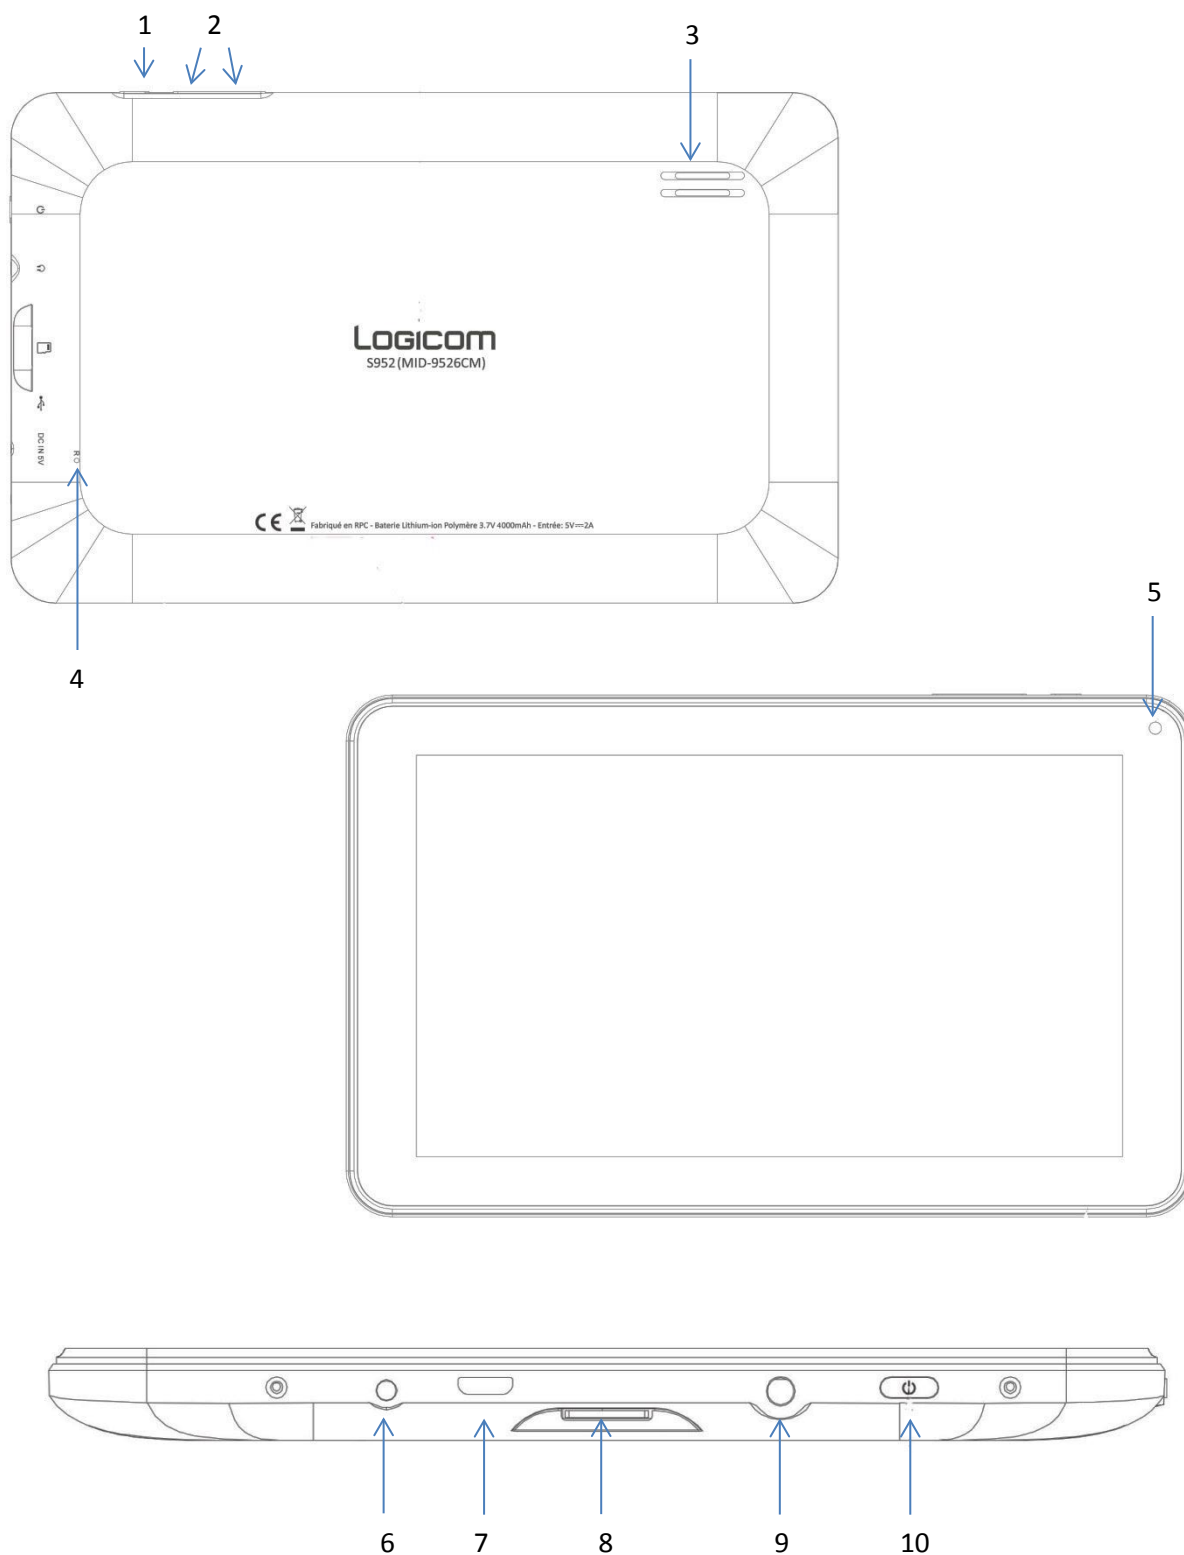 1 2 3
LOGICOM
S952 (MID-9526CM)
DC IN 5V
R
CE Fabriqué en RPC - Baterie Lithium-ion Polymère 3.7V 4000mAh - Entrée: 5V⎓2A
4
5
6 7 8 9 10